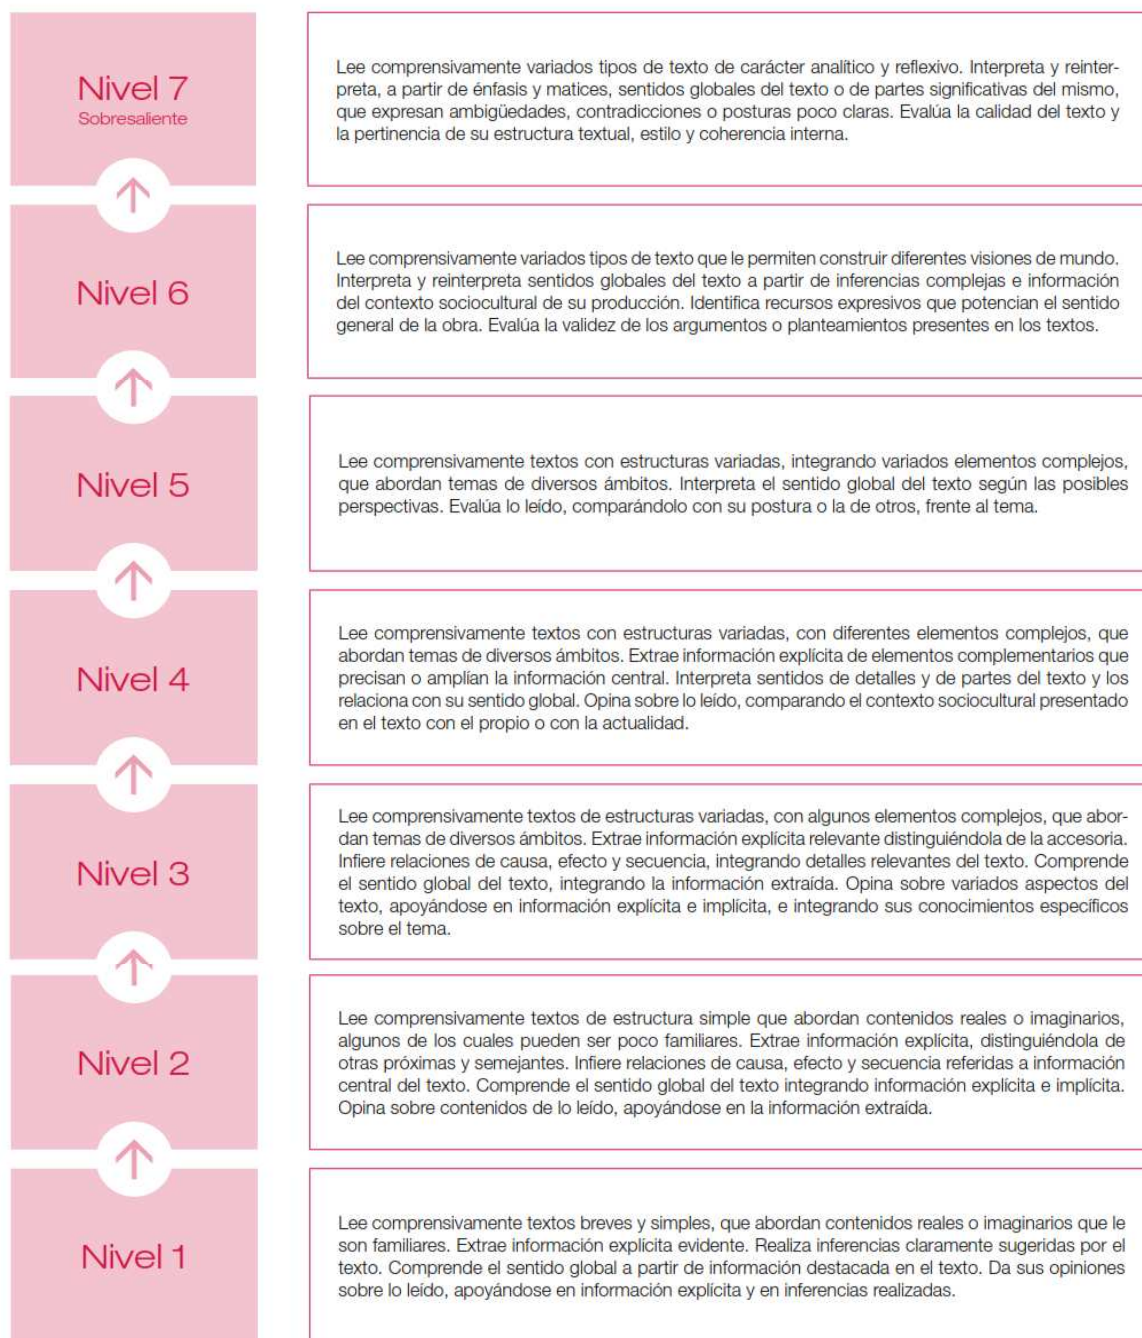 Nivel 7
Sobresaliente
Lee comprensivamente variados tipos de texto de carácter analítico y reflexivo. Interpreta y reinter-
preta, a partir de énfasis y matices, sentidos globales del texto o de partes significativas del mismo,
que expresan ambigüedades, contradicciones o posturas poco claras. Evalúa la calidad del texto y
la pertinencia de su estructura textual, estilo y coherencia interna.
Nivel 6
Lee comprensivamente variados tipos de texto que le permiten construir diferentes visiones de mundo.
Interpreta y reinterpreta sentidos globales del texto a partir de inferencias complejas e información
del contexto sociocultural de su producción. Identifica recursos expresivos que potencian el sentido
general de la obra. Evalúa la validez de los argumentos o planteamientos presentes en los textos.
Nivel 5
Lee comprensivamente textos con estructuras variadas, integrando variados elementos complejos,
que abordan temas de diversos ámbitos. Interpreta el sentido global del texto según las posibles
perspectivas. Evalúa lo leído, comparándolo con su postura o la de otros, frente al tema.
Nivel 4
Lee comprensivamente textos con estructuras variadas, con diferentes elementos complejos, que
abordan temas de diversos ámbitos. Extrae información explícita de elementos complementarios que
precisan o amplían la información central. Interpreta sentidos de detalles y de partes del texto y los
relaciona con su sentido global. Opina sobre lo leído, comparando el contexto sociocultural presentado
en el texto con el propio o con la actualidad.
Nivel 3
Lee comprensivamente textos de estructuras variadas, con algunos elementos complejos, que abor-
dan temas de diversos ámbitos. Extrae información explícita relevante distinguiéndola de la accesoria.
Infiere relaciones de causa, efecto y secuencia, integrando detalles relevantes del texto. Comprende
el sentido global del texto, integrando la información extraída. Opina sobre variados aspectos del
texto, apoyándose en información explícita e implícita, e integrando sus conocimientos específicos
sobre el tema.
Nivel 2
Lee comprensivamente textos de estructura simple que abordan contenidos reales o imaginarios,
algunos de los cuales pueden ser poco familiares. Extrae información explícita, distinguiéndola de
otras próximas y semejantes. Infiere relaciones de causa, efecto y secuencia referidas a información
central del texto. Comprende el sentido global del texto integrando información explícita e implícita.
Opina sobre contenidos de lo leído, apoyándose en la información extraída.
Nivel 1
Lee comprensivamente textos breves y simples, que abordan contenidos reales o imaginarios que le
son familiares. Extrae información explícita evidente. Realiza inferencias claramente sugeridas por el
texto. Comprende el sentido global a partir de información destacada en el texto. Da sus opiniones
sobre lo leído, apoyándose en información explícita y en inferencias realizadas.